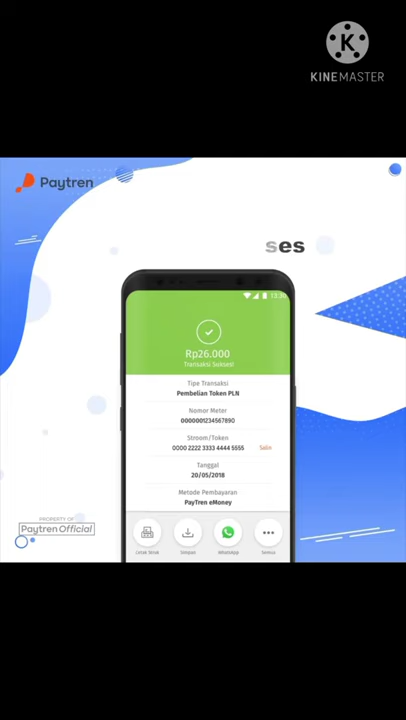 KINEMASTER
Paytren
ses
13.30
Rp26.000
Transaksi Sukses!
Tipe Transaksi
Pembelian Token PLN
Nomor Meter
0000001234567890
Stroom/Token
0000 2222 3333 4444 5555 Salin
Tanggal
20/05/2018
Metode Pembayaran
PayTren eMoney
PROPERTY OF
Paytren Official
Cetak Struk Simpan WhatsApp Semua